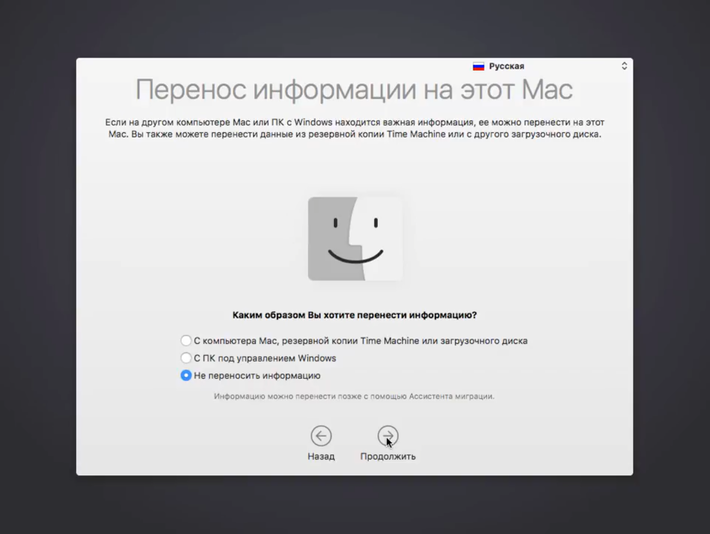 Русская
Перенос информации на этот Mac
Если на другом компьютере Mac или ПК с Windows находится важная информация, ее можно перенести на этот
Mac. Вы также можете перенести данные из резервной копии Time Machine или с другого загрузочного диска.
Каким образом Вы хотите перенести информацию?
С компьютера Mac, резервной копии Time Machine или загрузочного диска
С ПК под управлением Windows
Не переносить информацию
Информацию можно перенести позже с помощью Ассистента миграции.
Назад Продолжить